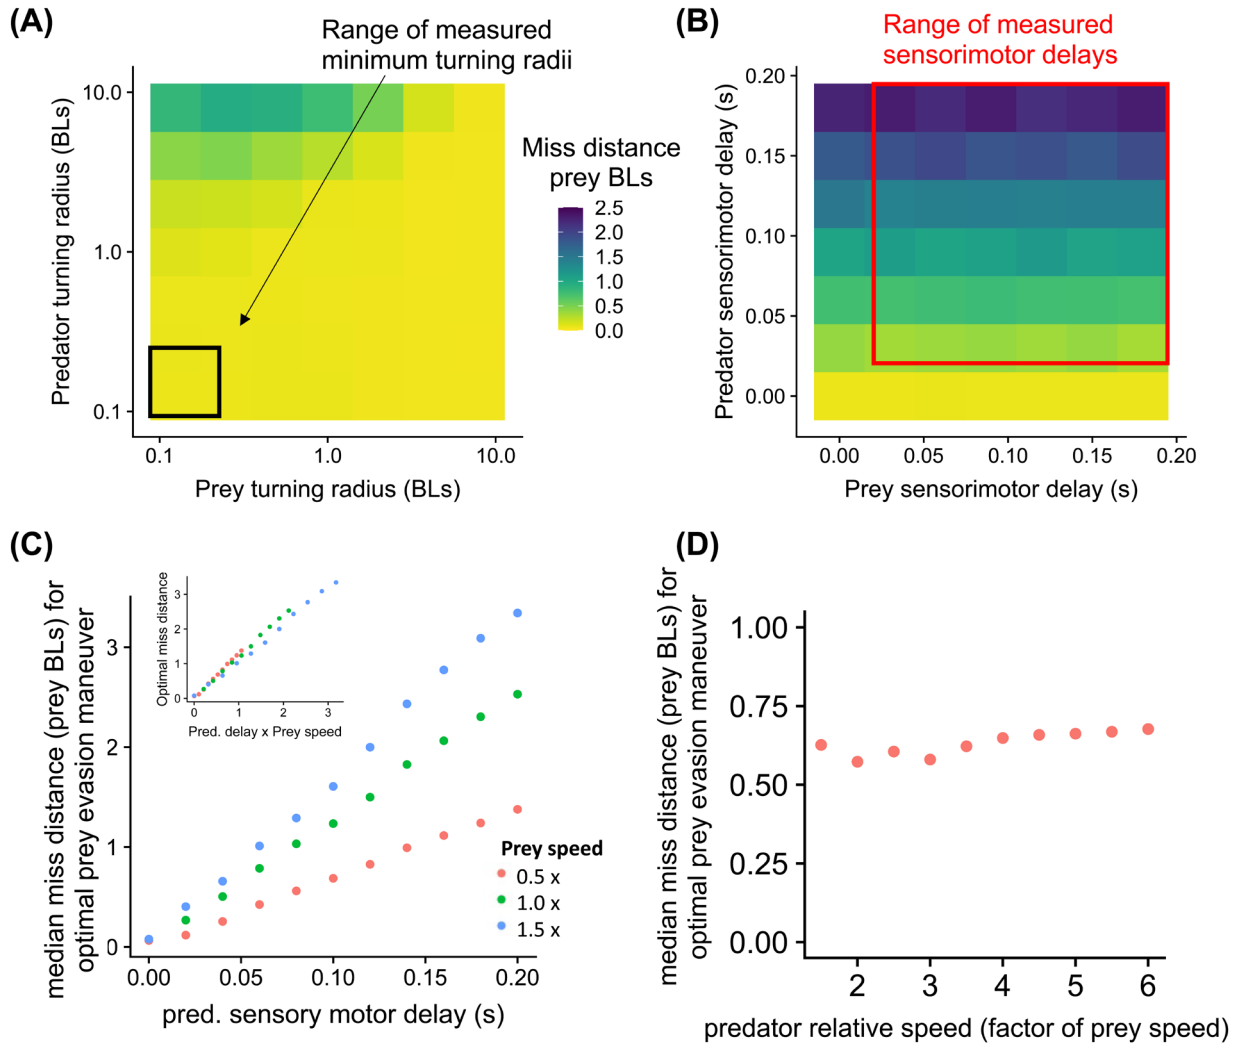 (A)
Range of measured
minimum turning radii
Predator turning radius (BLs)
10.0
1.0
0.1
0.1
1.0
10.0
Prey turning radius (BLs)
Miss distance
prey BLs
2.5
2.0
1.5
1.0
0.5
0.0
(B)
Range of measured
sensorimotor delays
Predator sensorimotor delay (s)
0.20
0.15
0.10
0.05
0.00
0.00
0.05
0.10
0.15
0.20
Prey sensorimotor delay (s)
(C)
median miss distance (prey BLs) for
optimal prey evasion maneuver
3
2
1
0
0.00
0.05
0.10
0.15
0.20
pred. sensory motor delay (s)
Optimal miss distance
3
2
1
0
0
1
2
3
Pred. delay x Prey speed
Prey speed
0.5 x
1.0 x
1.5 x
(D)
median miss distance (prey BLs) for
optimal prey evasion maneuver
1.00
0.75
0.50
0.25
0.00
2
3
4
5
6
predator relative speed (factor of prey speed)